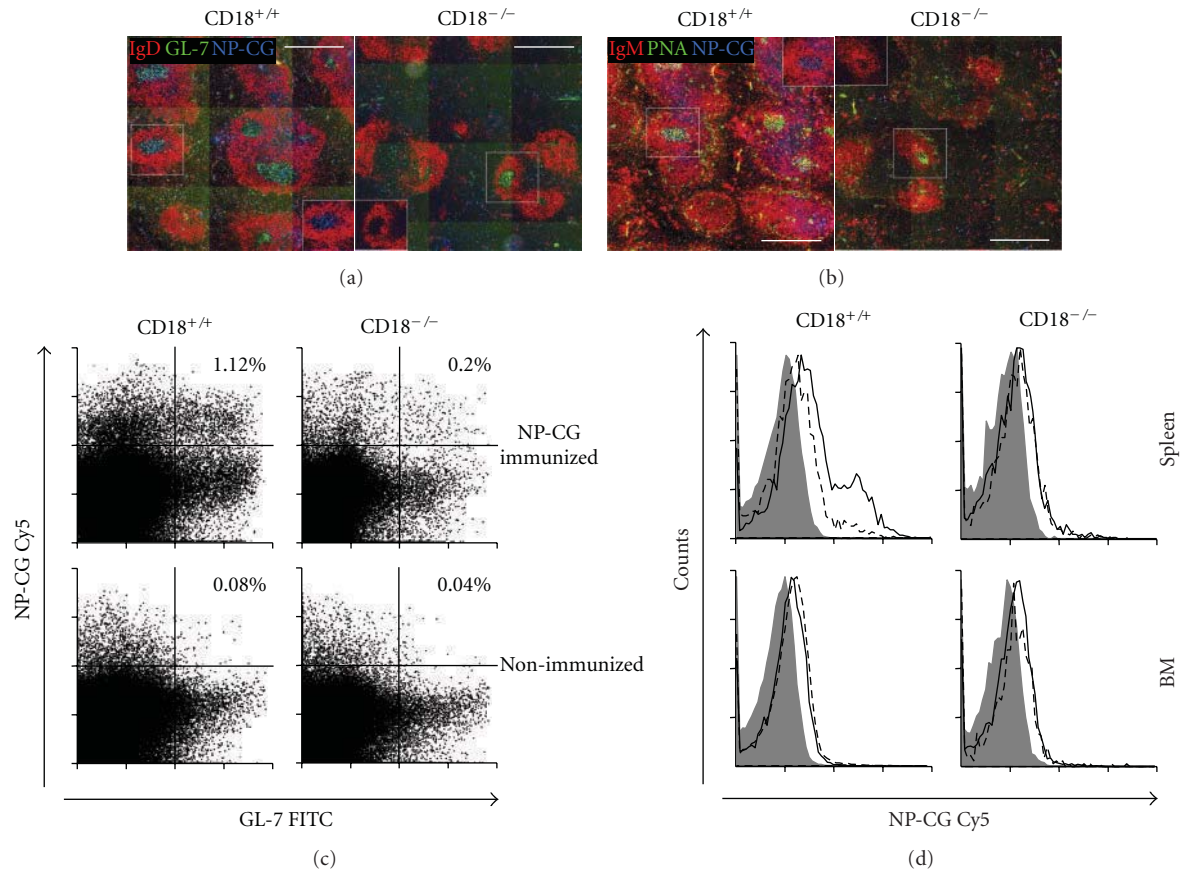 CD18+/+ CD18−/− CD18+/+ CD18−/−
IgD GL-7 NP-CG IgM PNA NP-CG
(a) (b)
CD18+/+ CD18−/−
1.12% 0.2%
NP-CG
immunized
0.08% 0.04%
Non-immunized
NP-CG Cy5
GL-7 FITC
(c)
CD18+/+ CD18−/−
Spleen
BM
Counts
NP-CG Cy5
(d)